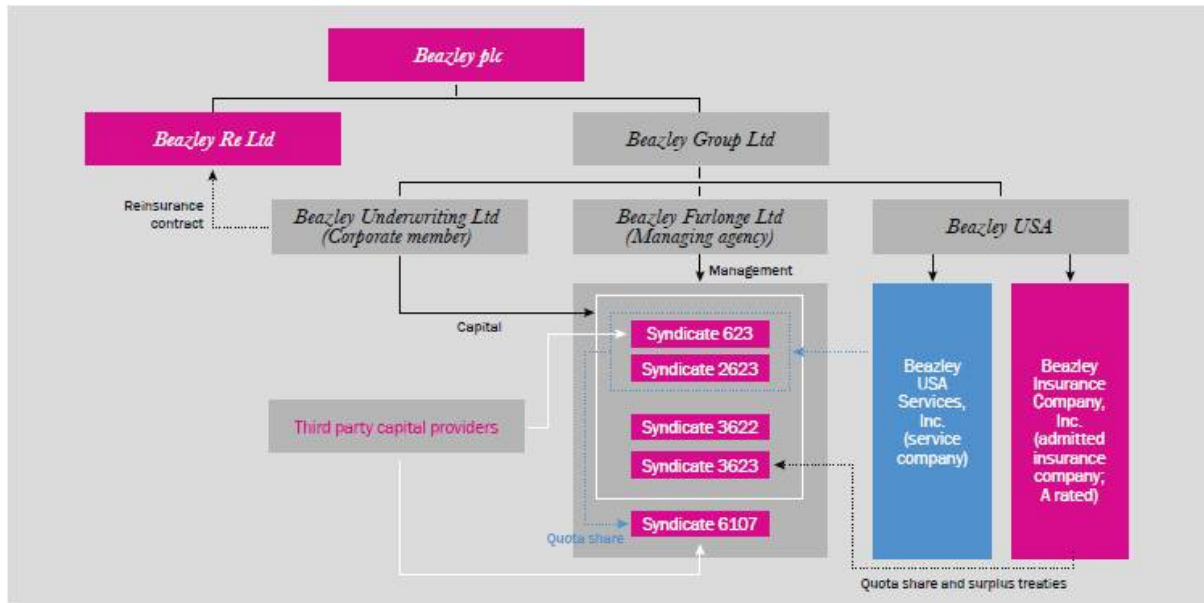 Beazley plc
Beazley Re Ltd
Beazley Group Ltd
Reinsurance
contract
Beazley Underwriting Ltd
(Corporate member)
Beazley Furlonge Ltd
(Managing agency)
Beazley USA
Management
Capital
Syndicate 623
Syndicate 2623
Third party capital providers
Syndicate 3622
Syndicate 3623
Beazley
USA
Services,
Inc.
(service
company)
Beazley
Insurance
Company,
Inc.
(admitted
insurance
company;
A rated)
Syndicate 6107
Quota share
Quota share and surplus treaties